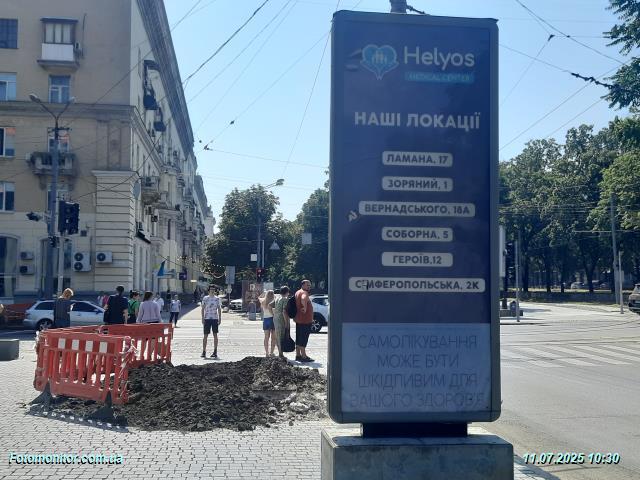 Helyos
MEDICAL CENTER
НАШІ ЛОКАЦІЇ
ЛАМАНА, 17
ЗОРЯНИЙ, 1
ВЕРНАДСЬКОГО, 18А
СОБОРНА, 5
ГЕРОЇВ,12
СІМФЕРОПОЛЬСЬКА, 2К
САМОЛІКУВАННЯ
МОЖЕ БУТИ
ШКІДЛИВИМ ДЛЯ
ВАШОГО ЗДОРОВ'Я
Fotomonitor.com.ua
11.07.2025 10:30